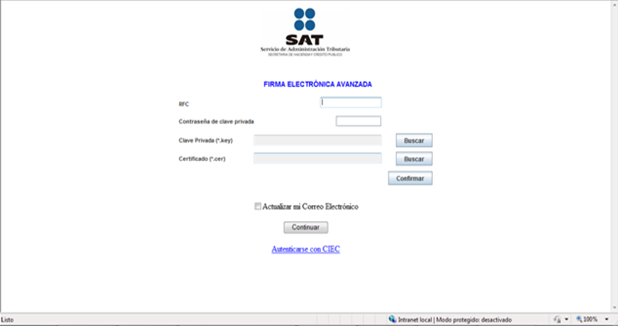 SAT
Servicio de Administración Tributaria
SECRETARÍA DE HACIENDA Y CRÉDITO PÚBLICO
FIRMA ELECTRÓNICA AVANZADA
RFC
Contraseña de clave privada
Clave Privada (*.key) Buscar
Certificado (*.cer) Buscar
Confirmar
Actualizar mi Correo Electrónico
Continuar
Autenticarse con CIEC
Listo Intranet local | Modo protegido: desactivado 100%